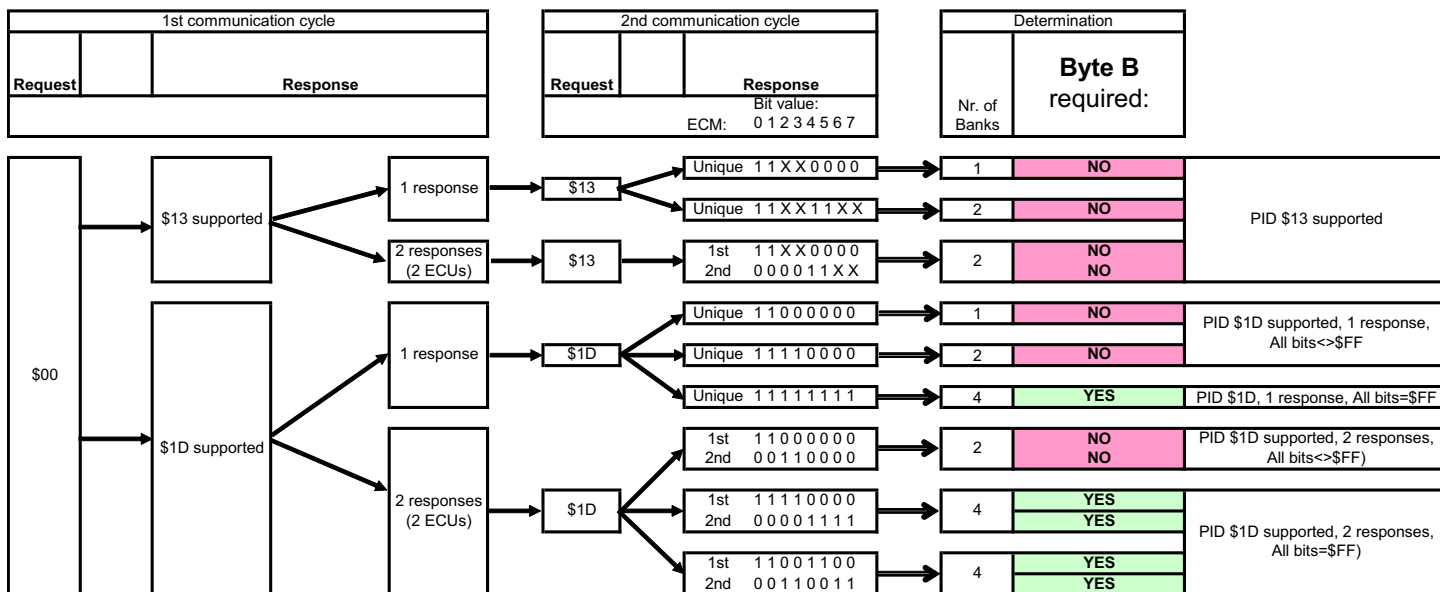 1st communication cycle
2nd communication cycle
Determination
Request
Response
Request
Response
Bit value:
ECM: 0 1 2 3 4 5 6 7
Nr. of
Banks
Byte B
required:
$00
$13 supported
1 response
$13
Unique 1 1 X X 0 0 0 0
1
NO
Unique 1 1 X X 1 1 X X
2
NO
2 responses
(2 ECUs)
$13
1st 1 1 X X 0 0 0 0
2nd 0 0 0 0 1 1 X X
2
NO
NO
PID $13 supported
$1D supported
1 response
$1D
Unique 1 1 0 0 0 0 0 0
1
NO
Unique 1 1 1 1 0 0 0 0
2
NO
PID $1D supported, 1 response,
All bits<>$FF
Unique 1 1 1 1 1 1 1 1
4
YES
PID $1D, 1 response, All bits=$FF
2 responses
(2 ECUs)
$1D
1st 1 1 0 0 0 0 0 0
2nd 0 0 1 1 0 0 0 0
2
NO
NO
PID $1D supported, 2 responses,
All bits<>$FF)
1st 1 1 1 1 0 0 0 0
2nd 0 0 0 0 1 1 1 1
4
YES
YES
1st 1 1 0 0 1 1 0 0
2nd 0 0 1 1 0 0 1 1
4
YES
YES
PID $1D supported, 2 responses,
All bits=$FF)